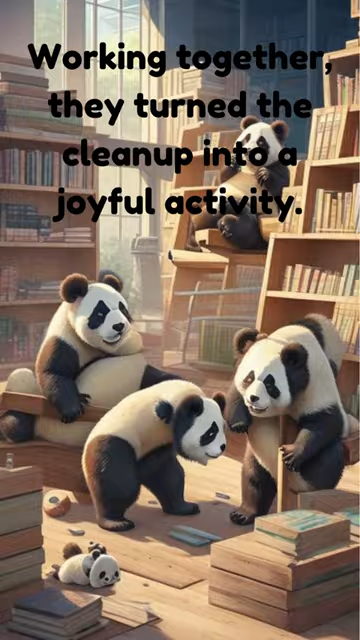 Working together,
they turned the
cleanup into a
joyful activity.